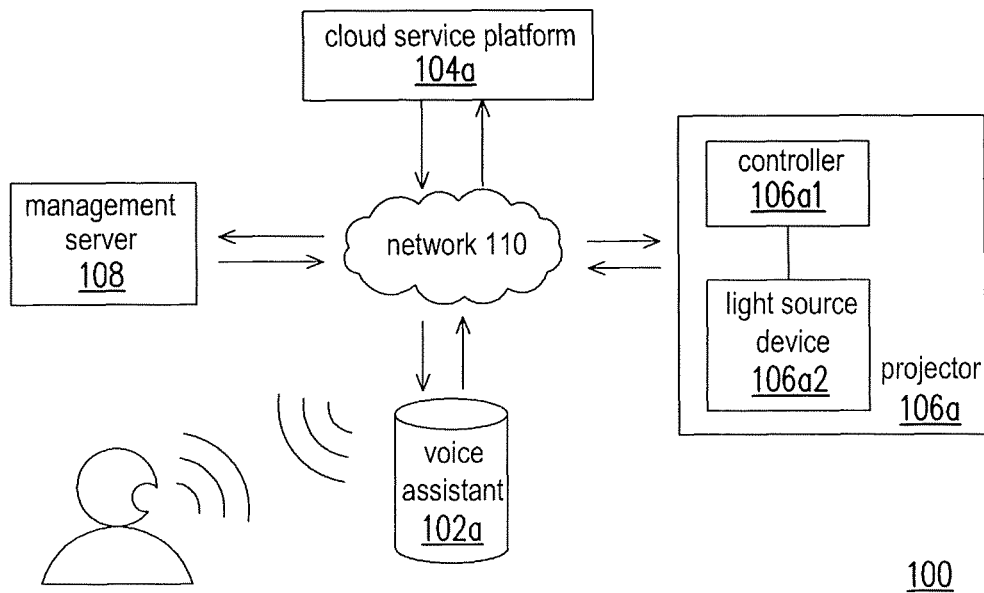 cloud service platform
104a
controller
106a1
management
server
108
network 110
light source
device
106a2
projector
106a
voice
assistant
102a
100